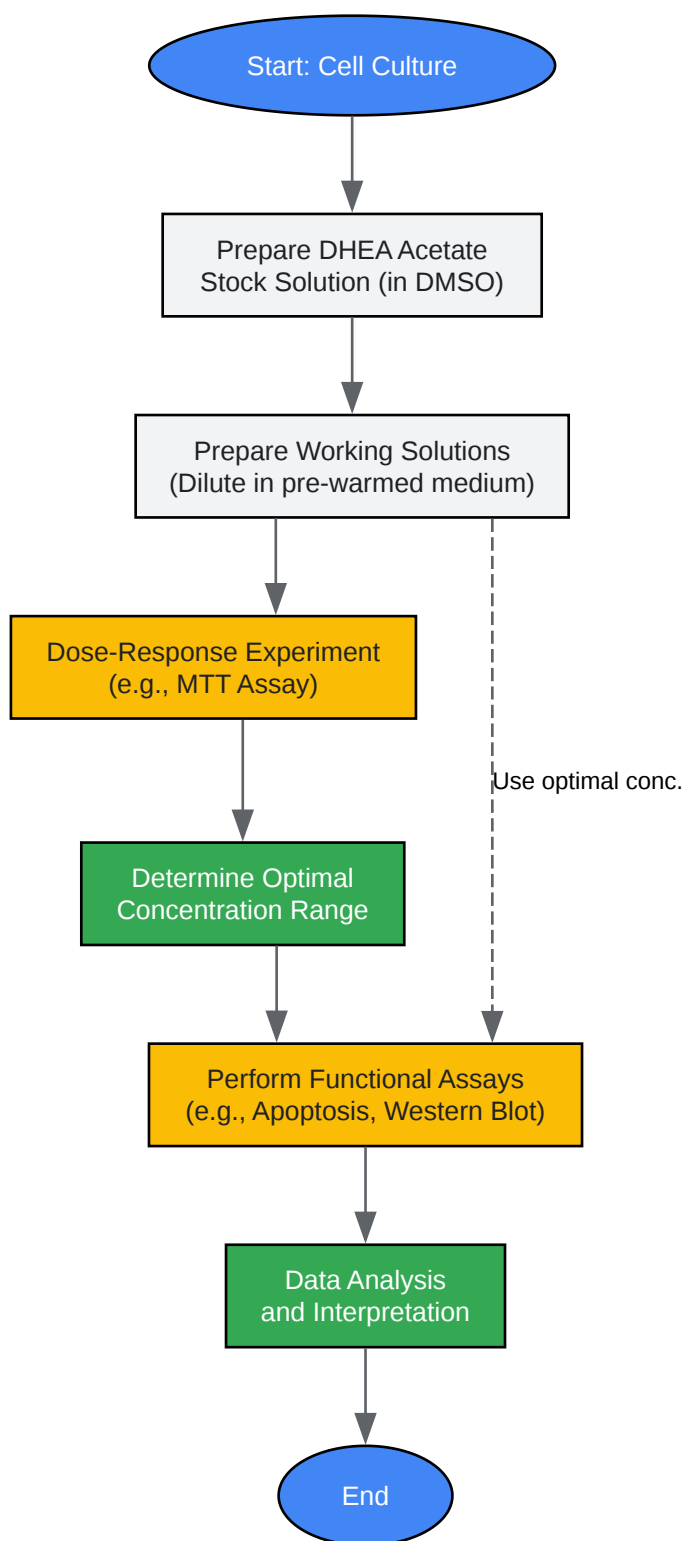 Start: Cell Culture
Prepare DHEA Acetate
Stock Solution (in DMSO)
Prepare Working Solutions
(Dilute in pre-warmed medium)
Dose-Response Experiment
(e.g., MTT Assay)
Use optimal conc.
Determine Optimal
Concentration Range
Perform Functional Assays
(e.g., Apoptosis, Western Blot)
Data Analysis
and Interpretation
End